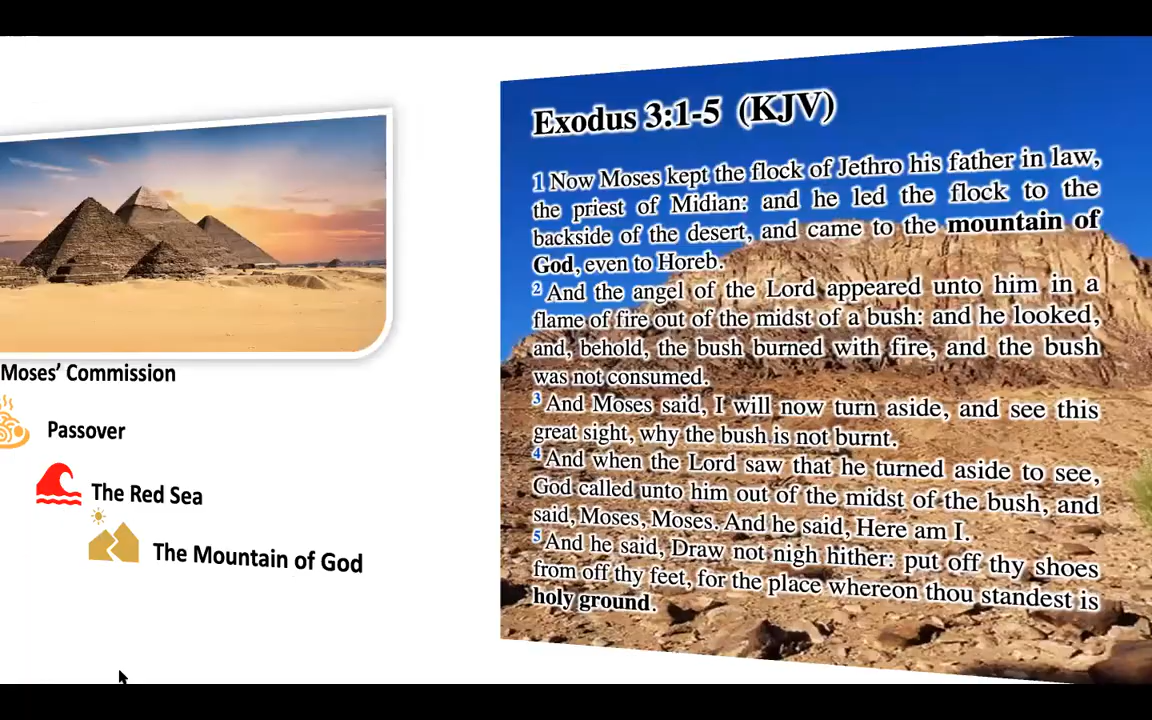 Moses' Commission
Passover
The Red Sea
The Mountain of God
Exodus 3:1-5 (KJV)
1 Now Moses kept the flock of Jethro his father in law,
the priest of Midian: and he led the flock to the
backside of the desert, and came to the mountain of
God, even to Horeb.
2 And the angel of the Lord appeared unto him in a
flame of fire out of the midst of a bush: and he looked,
and, behold, the bush burned with fire, and the bush
was not consumed.
3 And Moses said, I will now turn aside, and see this
great sight, why the bush is not burnt.
4 And when the Lord saw that he turned aside to see,
God called unto him out of the midst of the bush, and
said, Moses, Moses. And he said, Here am I.
5 And he said, Draw not nigh hither: put off thy shoes
from off thy feet, for the place whereon thou standest is
holy ground.